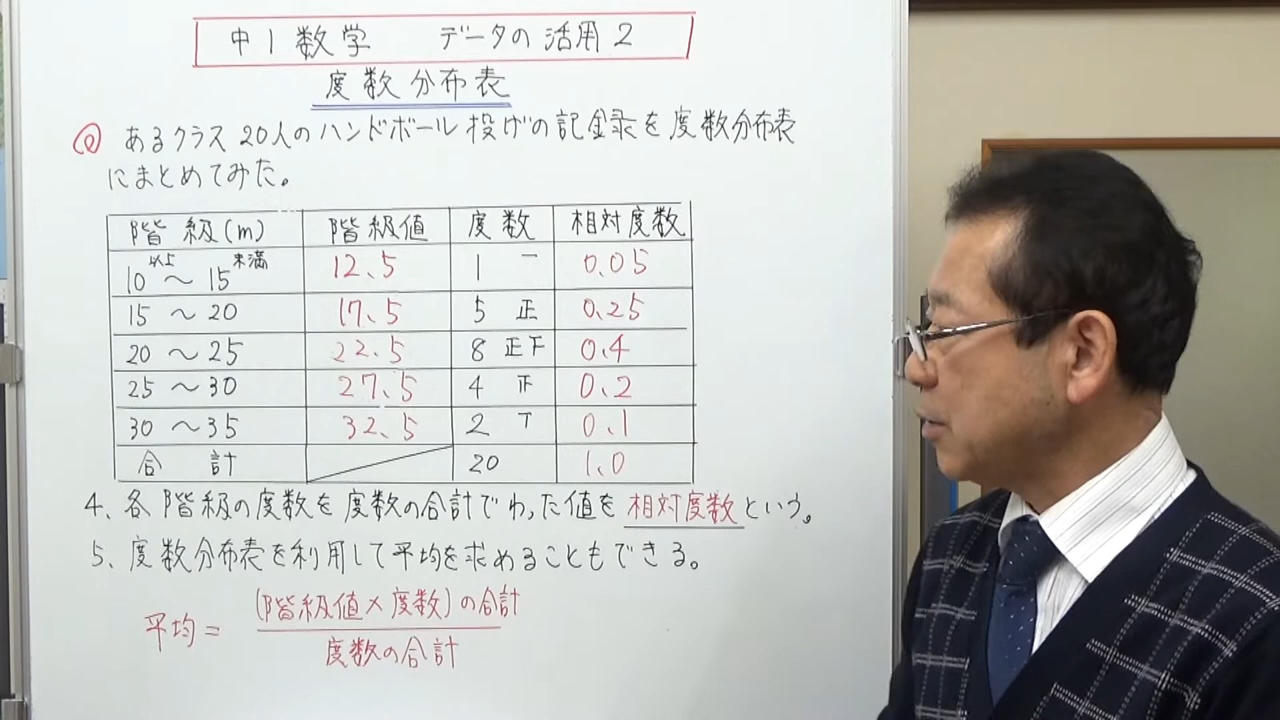 中1数学 データの活用2
度数分布表
Q あるクラス20人のハンドボール投げの記録を度数分布表
にまとめてみた。
階級(m) 階級値 度数 相対度数
10以上～15未満 12.5 1 一 0.05
15～20 17.5 5 正 0.25
20～25 22.5 8 正下 0.4
25～30 27.5 4 𠄟 0.2
30～35 32.5 2 丅 0.1
合計 20 1.0
4、各階級の度数を度数の合計でわった値を相対度数という。
5、度数分布表を利用して平均を求めることもできる。
(階級値×度数)の合計
平均=
度数の合計